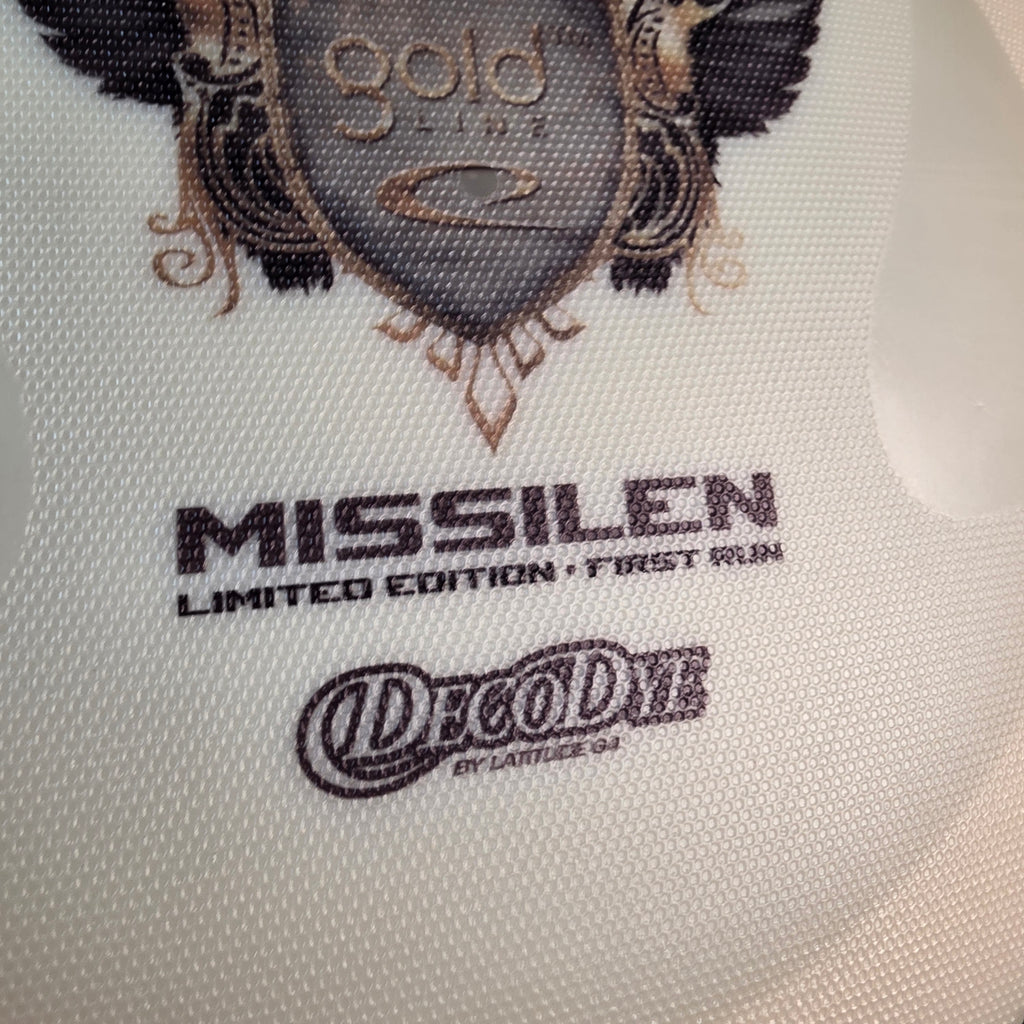 gold
LINE
MISSILEN
LIMITED EDITION • FIRST RUN
DECODYE
BY LATITUDE 64